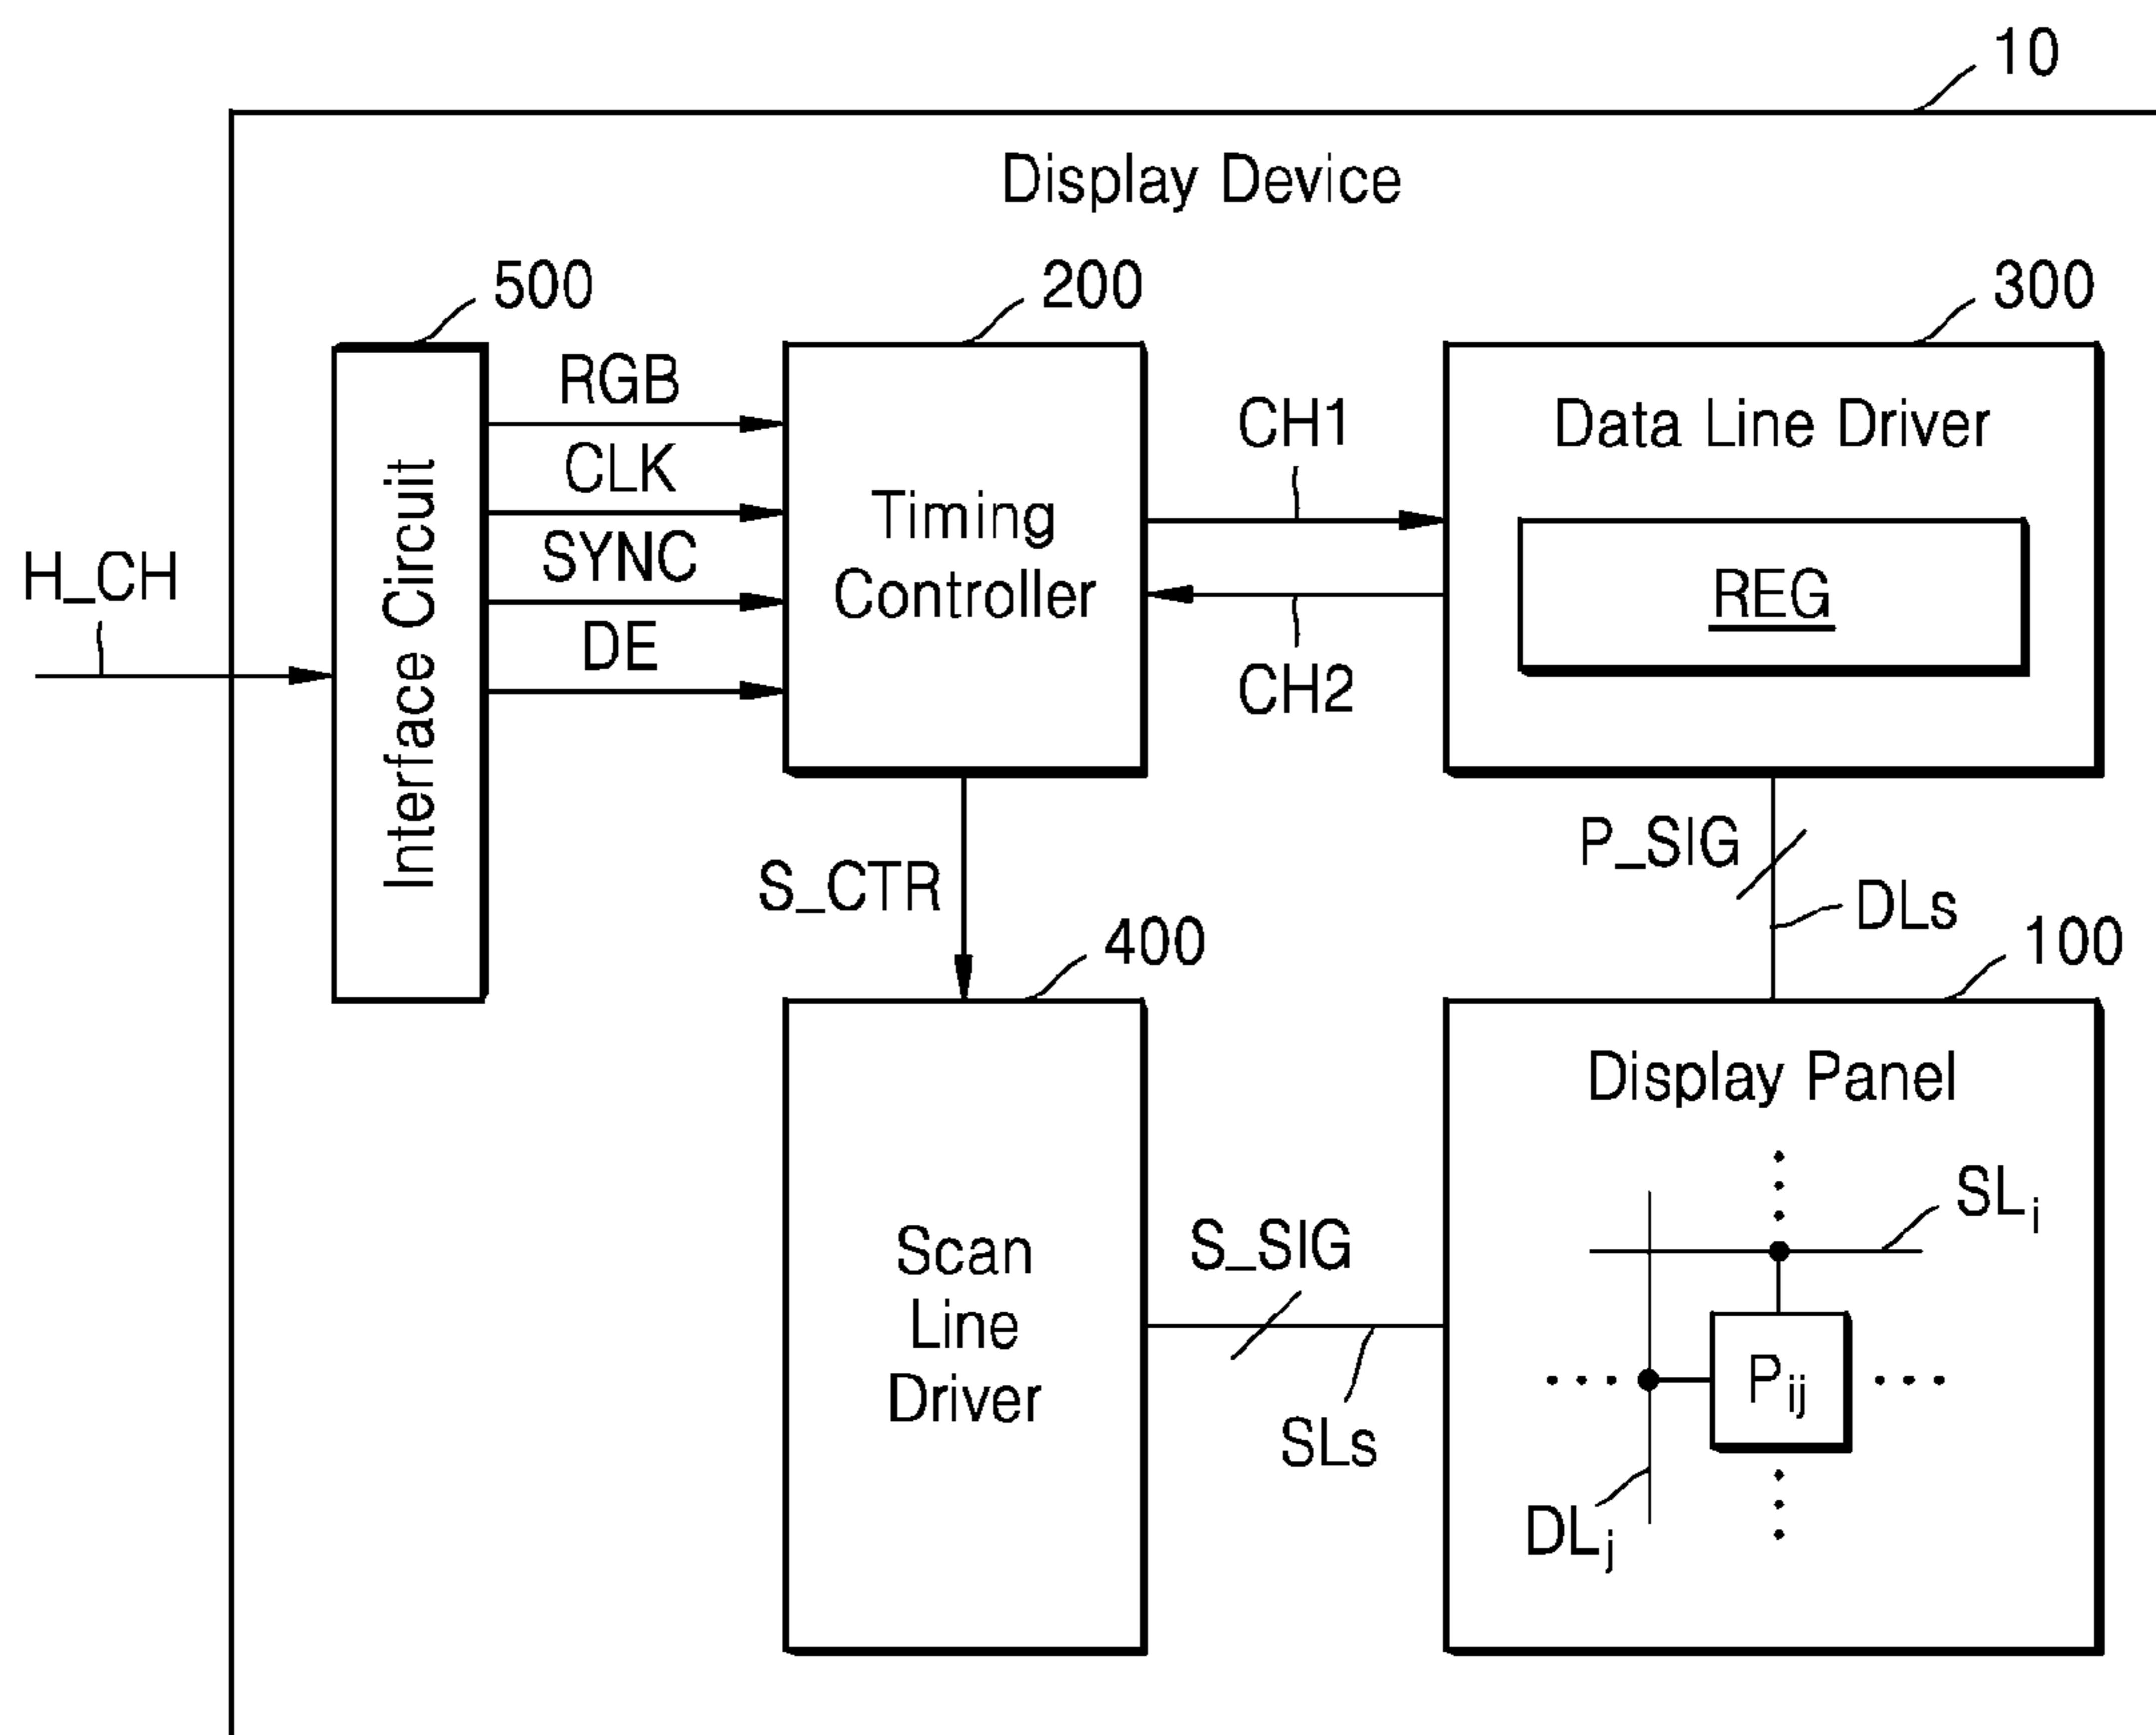 10
Display Device
500
200
300
RGB
CLK
SYNC
DE
H_CH
Interface Circuit
Timing
Controller
CH1
CH2
Data Line Driver
REG
S_CTR
P_SIG
DLs
400
100
Scan
Line
Driver
S_SIG
SLs
Display Panel
SLi
Pij
DLj